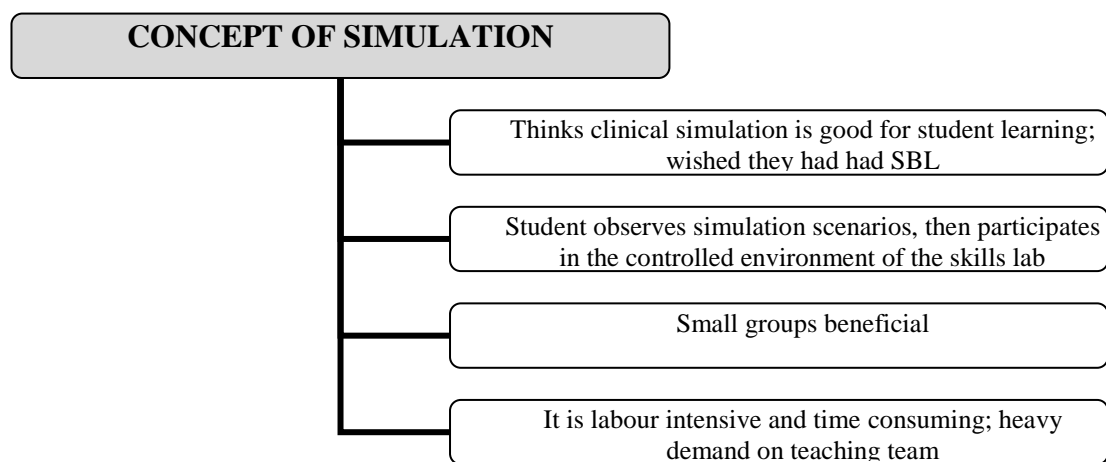 CONCEPT OF SIMULATION
Thinks clinical simulation is good for student learning;
wished they had had SBL
Student observes simulation scenarios, then participates
in the controlled environment of the skills lab
Small groups beneficial
It is labour intensive and time consuming; heavy
demand on teaching team